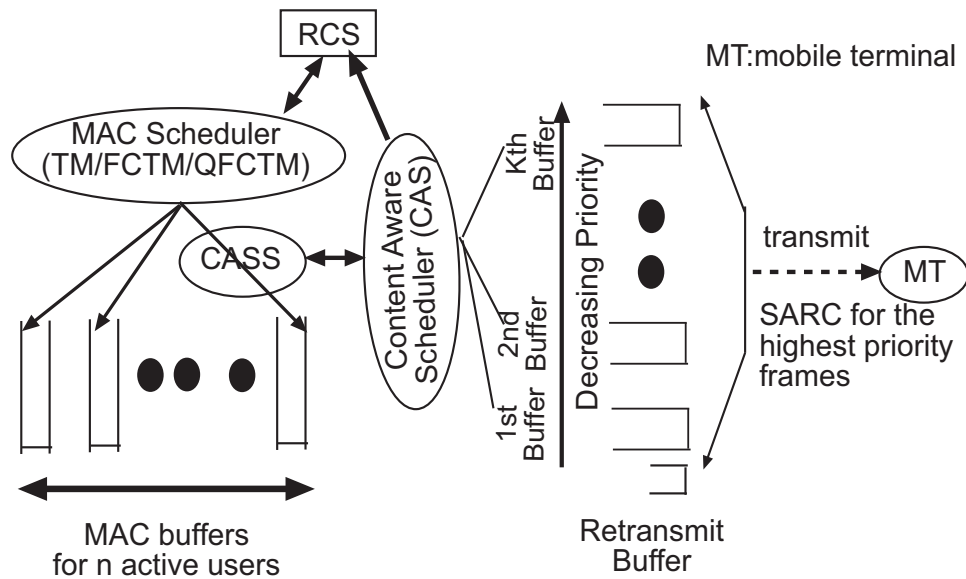 RCS
MT:mobile terminal
MAC Scheduler
(TM/FCTM/QFCTM)
CASS
Content Aware
Scheduler (CAS)
Kth
Buffer
2nd
Buffer
1st
Buffer
Decreasing Priority
transmit
MT
SARC for the
highest priority
frames
MAC buffers
for n active users
Retransmit
Buffer